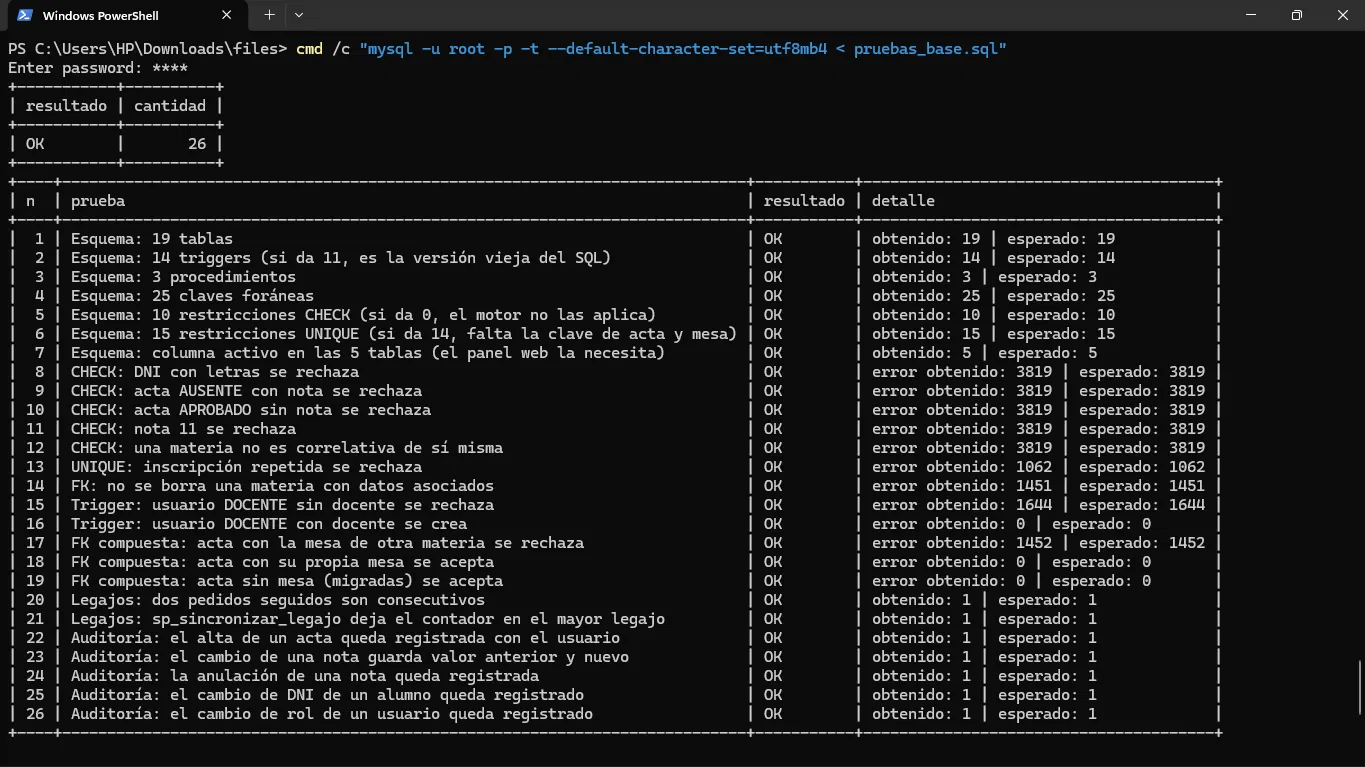 Windows PowerShell
PS C:\Users\HP\Downloads\files> cmd /c "mysql -u root -p -t --default-character-set=utf8mb4 < pruebas_base.sql"
Enter password: ****
+-----------+----------+
| resultado | cantidad |
+-----------+----------+
| OK        |       26 |
+-----------+----------+
+----+----------------------------------------------------------------------------+-----------+---------------------------------------+
| n  | prueba                                                                     | resultado | detalle                               |
+----+----------------------------------------------------------------------------+-----------+---------------------------------------+
|  1 | Esquema: 19 tablas                                                         | OK        | obtenido: 19 | esperado: 19           |
|  2 | Esquema: 14 triggers (si da 11, es la versión vieja del SQL)               | OK        | obtenido: 14 | esperado: 14           |
|  3 | Esquema: 3 procedimientos                                                  | OK        | obtenido: 3 | esperado: 3             |
|  4 | Esquema: 25 claves foráneas                                                | OK        | obtenido: 25 | esperado: 25           |
|  5 | Esquema: 10 restricciones CHECK (si da 0, el motor no las aplica)          | OK        | obtenido: 10 | esperado: 10           |
|  6 | Esquema: 15 restricciones UNIQUE (si da 14, falta la clave de acta y mesa) | OK        | obtenido: 15 | esperado: 15           |
|  7 | Esquema: columna activo en las 5 tablas (el panel web la necesita)         | OK        | obtenido: 5 | esperado: 5             |
|  8 | CHECK: DNI con letras se rechaza                                           | OK        | error obtenido: 3819 | esperado: 3819 |
|  9 | CHECK: acta AUSENTE con nota se rechaza                                    | OK        | error obtenido: 3819 | esperado: 3819 |
| 10 | CHECK: acta APROBADO sin nota se rechaza                                   | OK        | error obtenido: 3819 | esperado: 3819 |
| 11 | CHECK: nota 11 se rechaza                                                  | OK        | error obtenido: 3819 | esperado: 3819 |
| 12 | CHECK: una materia no es correlativa de sí misma                           | OK        | error obtenido: 3819 | esperado: 3819 |
| 13 | UNIQUE: inscripción repetida se rechaza                                    | OK        | error obtenido: 1062 | esperado: 1062 |
| 14 | FK: no se borra una materia con datos asociados                            | OK        | error obtenido: 1451 | esperado: 1451 |
| 15 | Trigger: usuario DOCENTE sin docente se rechaza                            | OK        | error obtenido: 1644 | esperado: 1644 |
| 16 | Trigger: usuario DOCENTE con docente se crea                               | OK        | error obtenido: 0 | esperado: 0       |
| 17 | FK compuesta: acta con la mesa de otra materia se rechaza                  | OK        | error obtenido: 1452 | esperado: 1452 |
| 18 | FK compuesta: acta con su propia mesa se acepta                            | OK        | error obtenido: 0 | esperado: 0       |
| 19 | FK compuesta: acta sin mesa (migradas) se acepta                           | OK        | error obtenido: 0 | esperado: 0       |
| 20 | Legajos: dos pedidos seguidos son consecutivos                             | OK        | obtenido: 1 | esperado: 1             |
| 21 | Legajos: sp_sincronizar_legajo deja el contador en el mayor legajo         | OK        | obtenido: 1 | esperado: 1             |
| 22 | Auditoría: el alta de un acta queda registrada con el usuario              | OK        | obtenido: 1 | esperado: 1             |
| 23 | Auditoría: el cambio de una nota guarda valor anterior y nuevo             | OK        | obtenido: 1 | esperado: 1             |
| 24 | Auditoría: la anulación de una nota queda registrada                       | OK        | obtenido: 1 | esperado: 1             |
| 25 | Auditoría: el cambio de DNI de un alumno queda registrado                  | OK        | obtenido: 1 | esperado: 1             |
| 26 | Auditoría: el cambio de rol de un usuario queda registrado                 | OK        | obtenido: 1 | esperado: 1             |
+----+----------------------------------------------------------------------------+-----------+---------------------------------------+